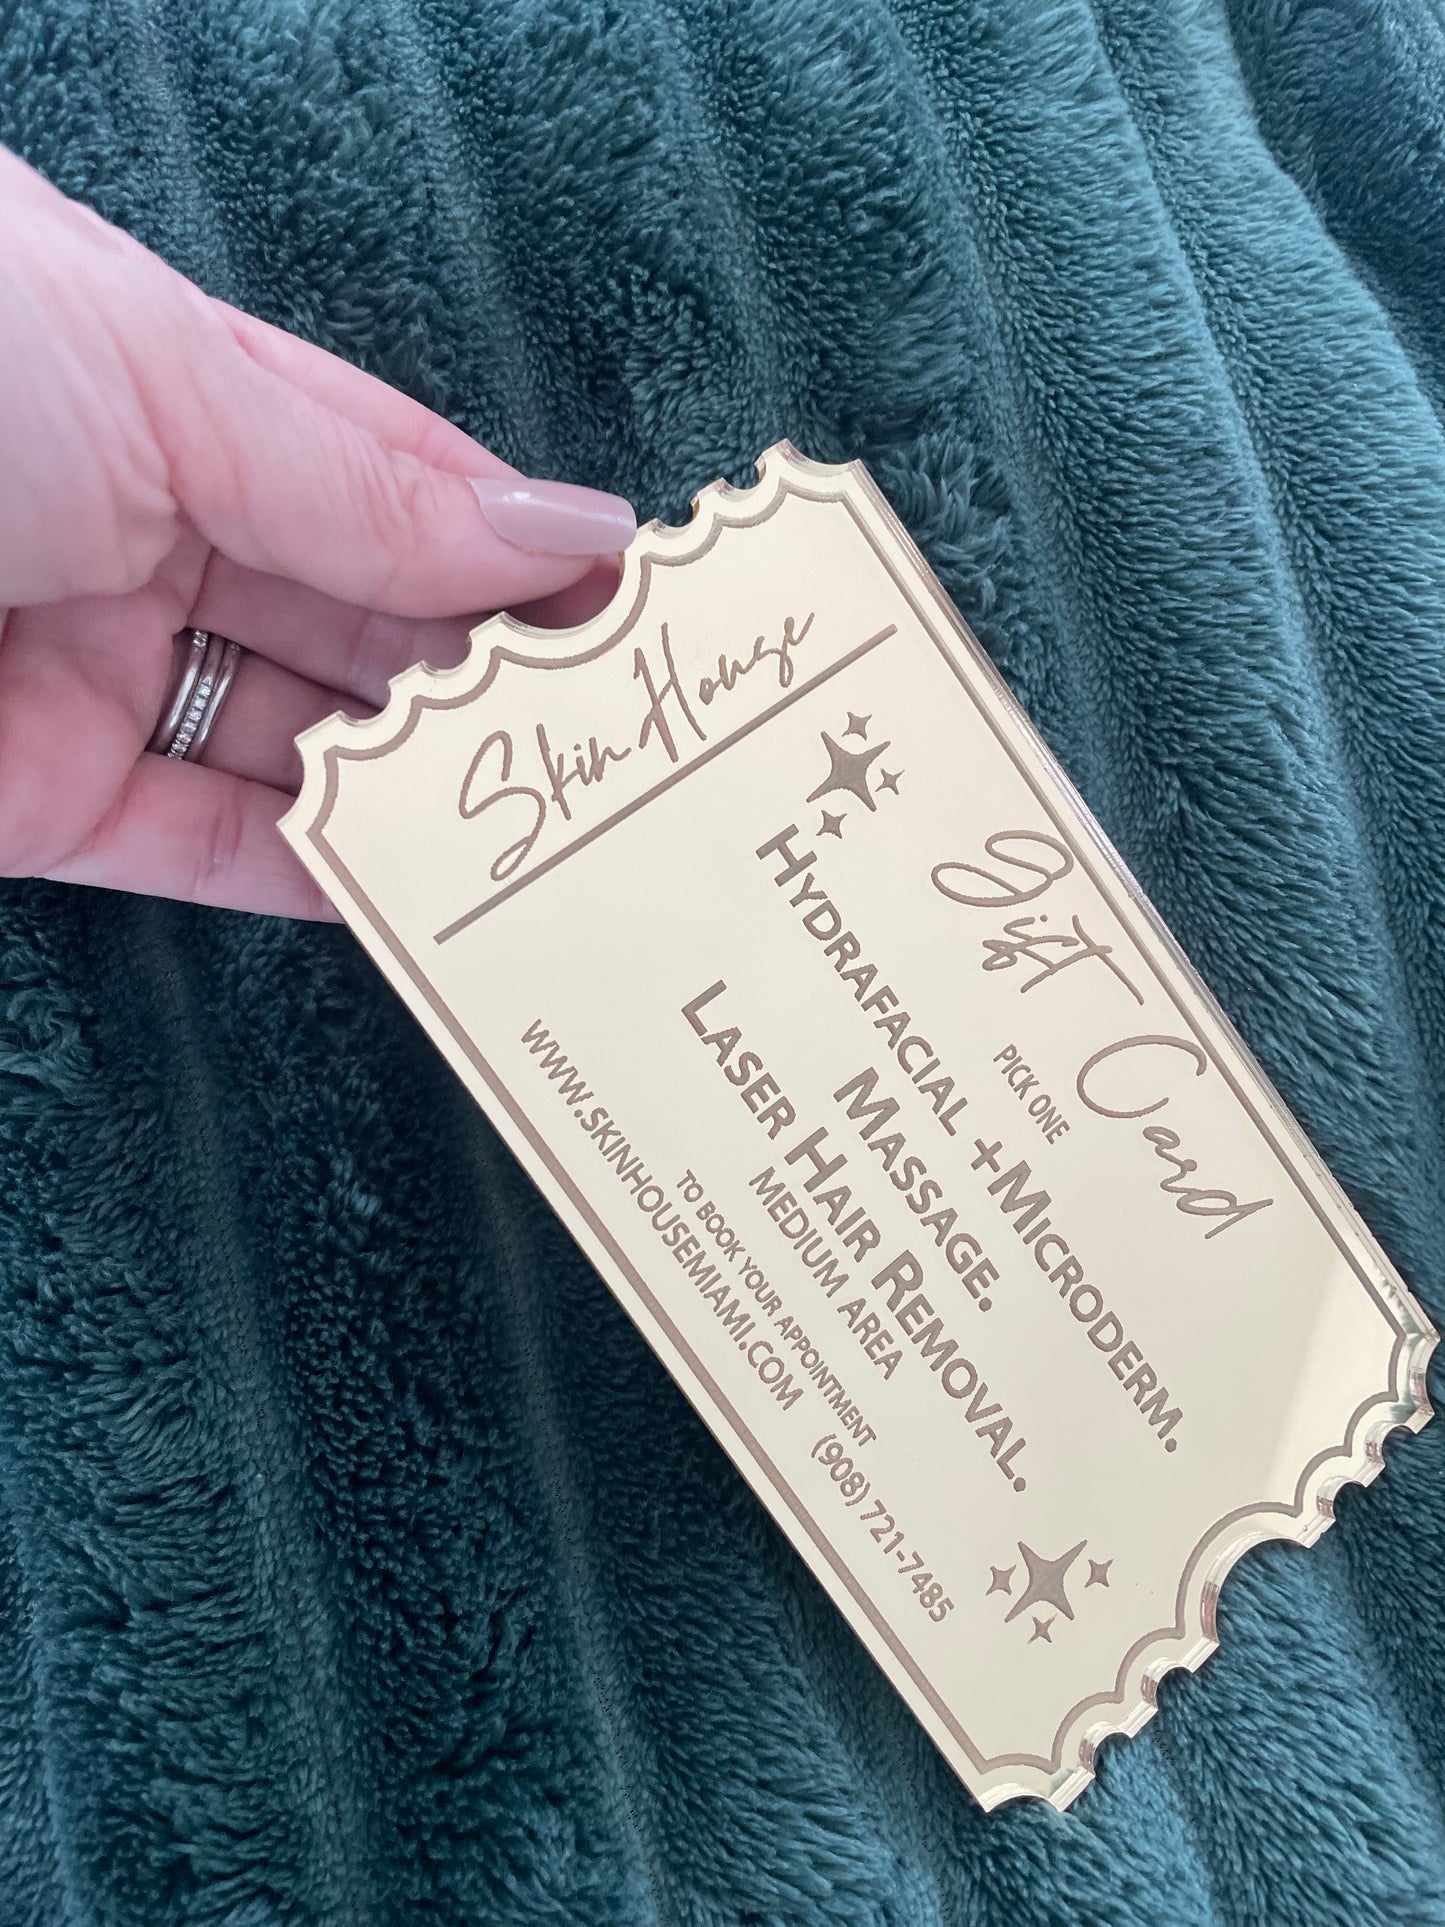 Skin House
Gift Card
PICK ONE
HYDRAFACIAL +MICRODERM.
MASSAGE.
LASER HAIR REMOVAL.
MEDIUM AREA
TO BOOK YOUR APPOINTMENT
WWW.SKINHOUSEMIAMI.COM (908) 721-7485